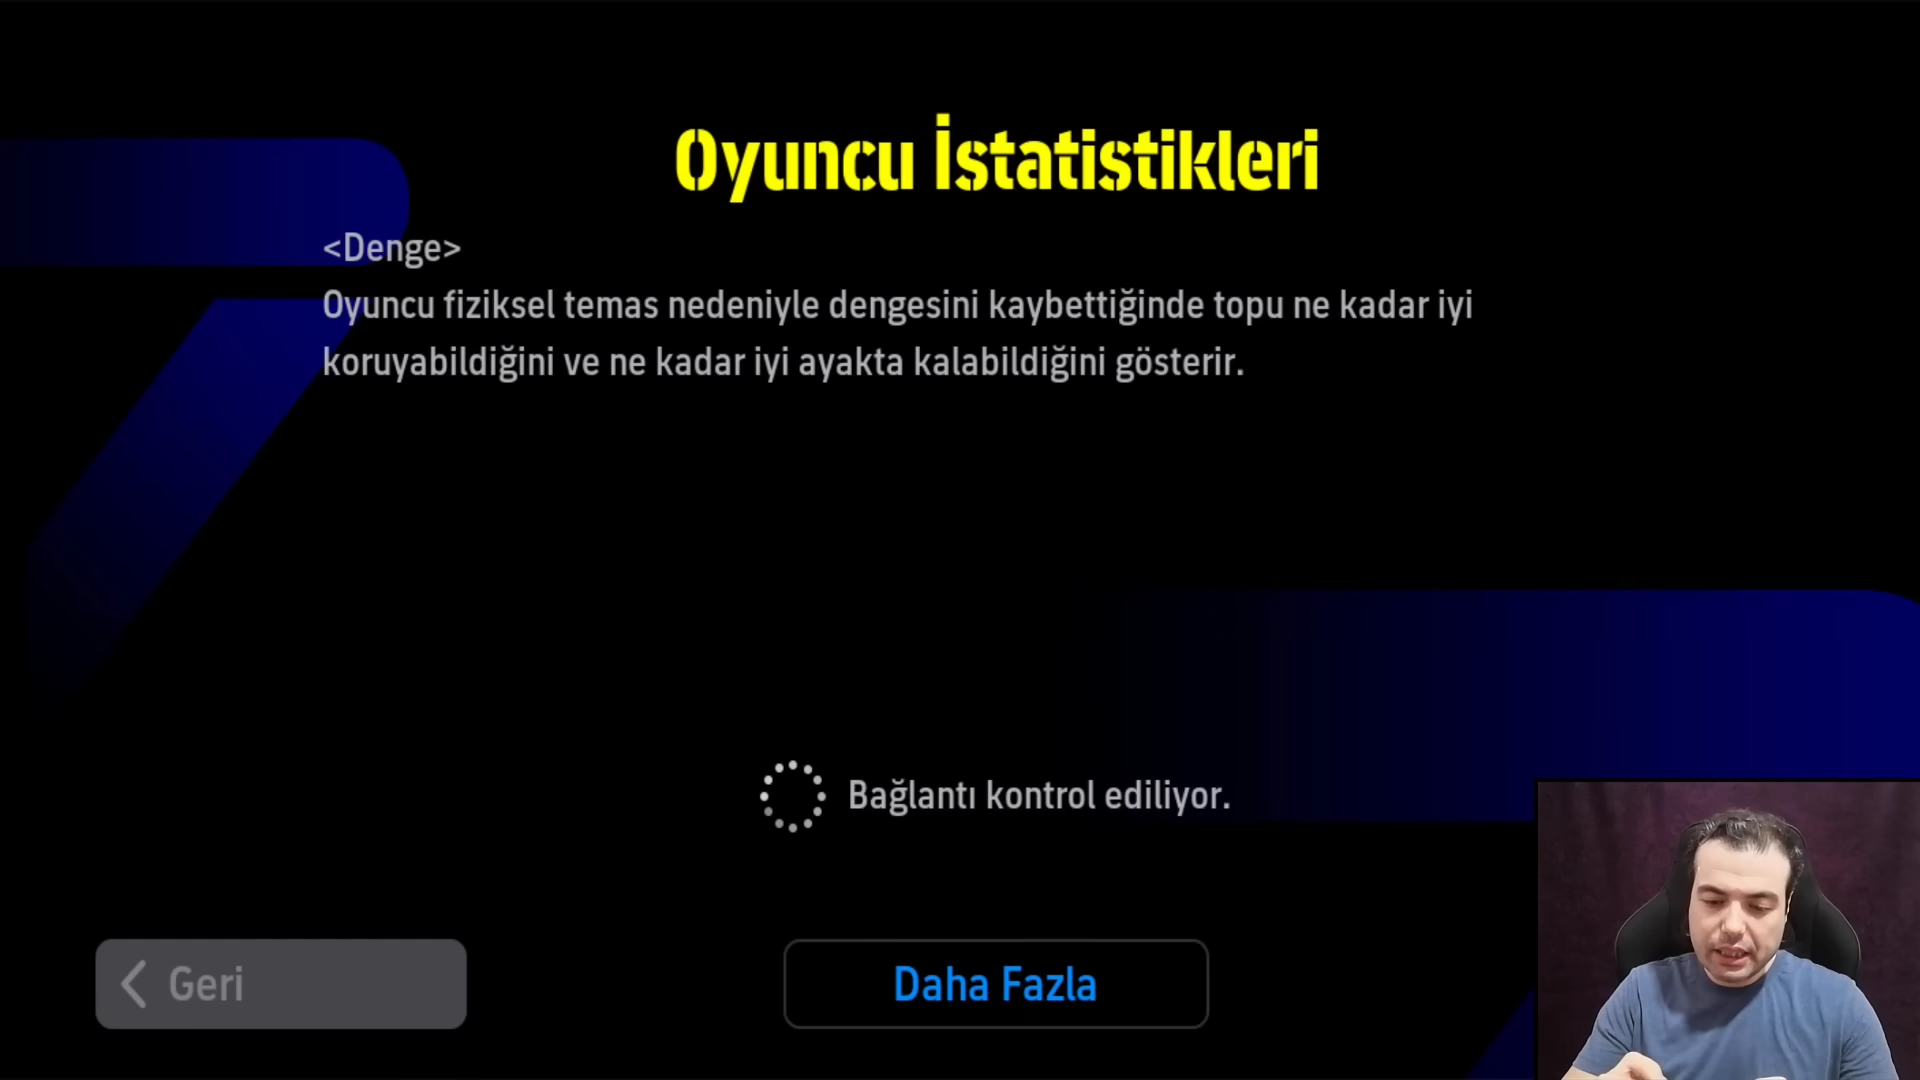 Oyuncu İstatistikleri
<Denge>
Oyuncu fiziksel temas nedeniyle dengesini kaybettiğinde topu ne kadar iyi
koruyabildiğini ve ne kadar iyi ayakta kalabildiğini gösterir.
Bağlantı kontrol ediliyor.
Geri
Daha Fazla